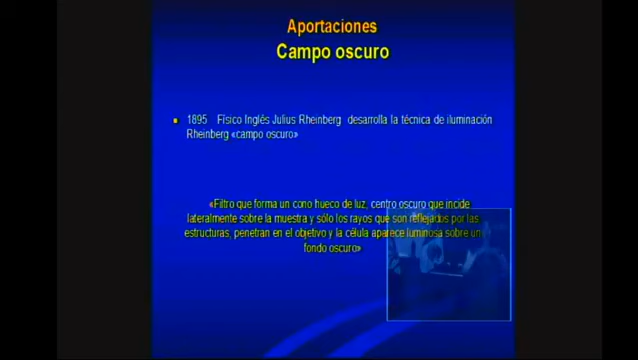 Aportaciones
Campo oscuro
1895 Físico Inglés Julius Rheinberg desarrolla la técnica de iluminación
Rheinberg «campo oscuro»
«Filtro que forma un cono hueco de luz, centro oscuro que incide
lateralmente sobre la muestra y sólo los rayos que son reflejados por las
estructuras, penetran en el objetivo y la célula aparece luminosa sobre un
fondo oscuro»